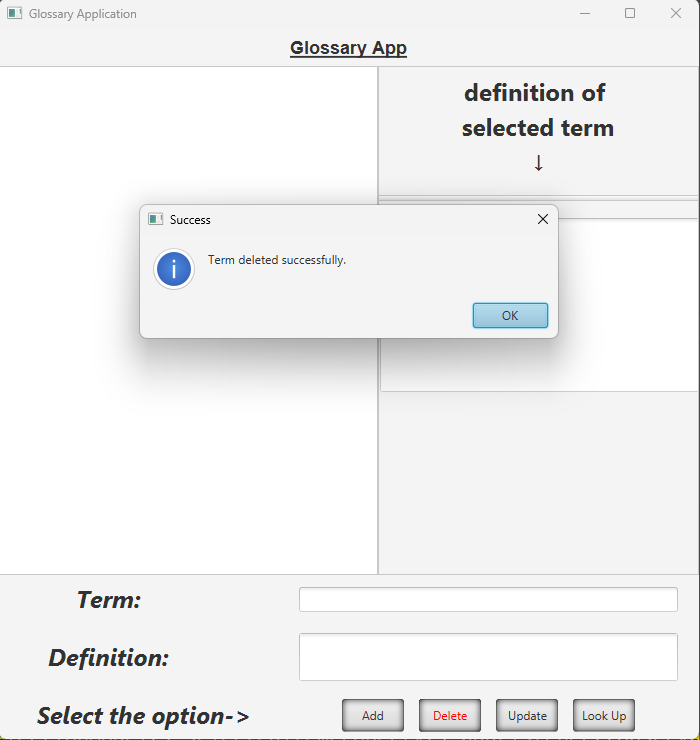 Glossary Application
Glossary App
definition of
selected term
↓
Success
i
Term deleted successfully.
OK
Term:
Definition:
Select the option->
Add
Delete
Update
Look Up